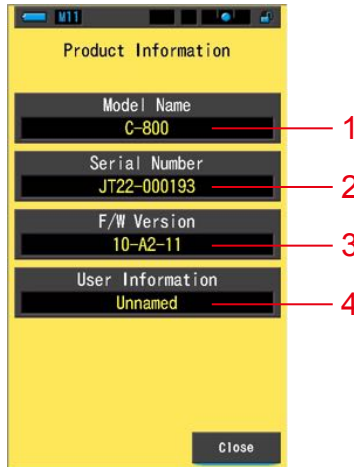 M11
Product Information
Model Name
C-800
1
Serial Number
JT22-000193
2
F/W Version
10-A2-11
3
User Information
Unnamed
4
Close